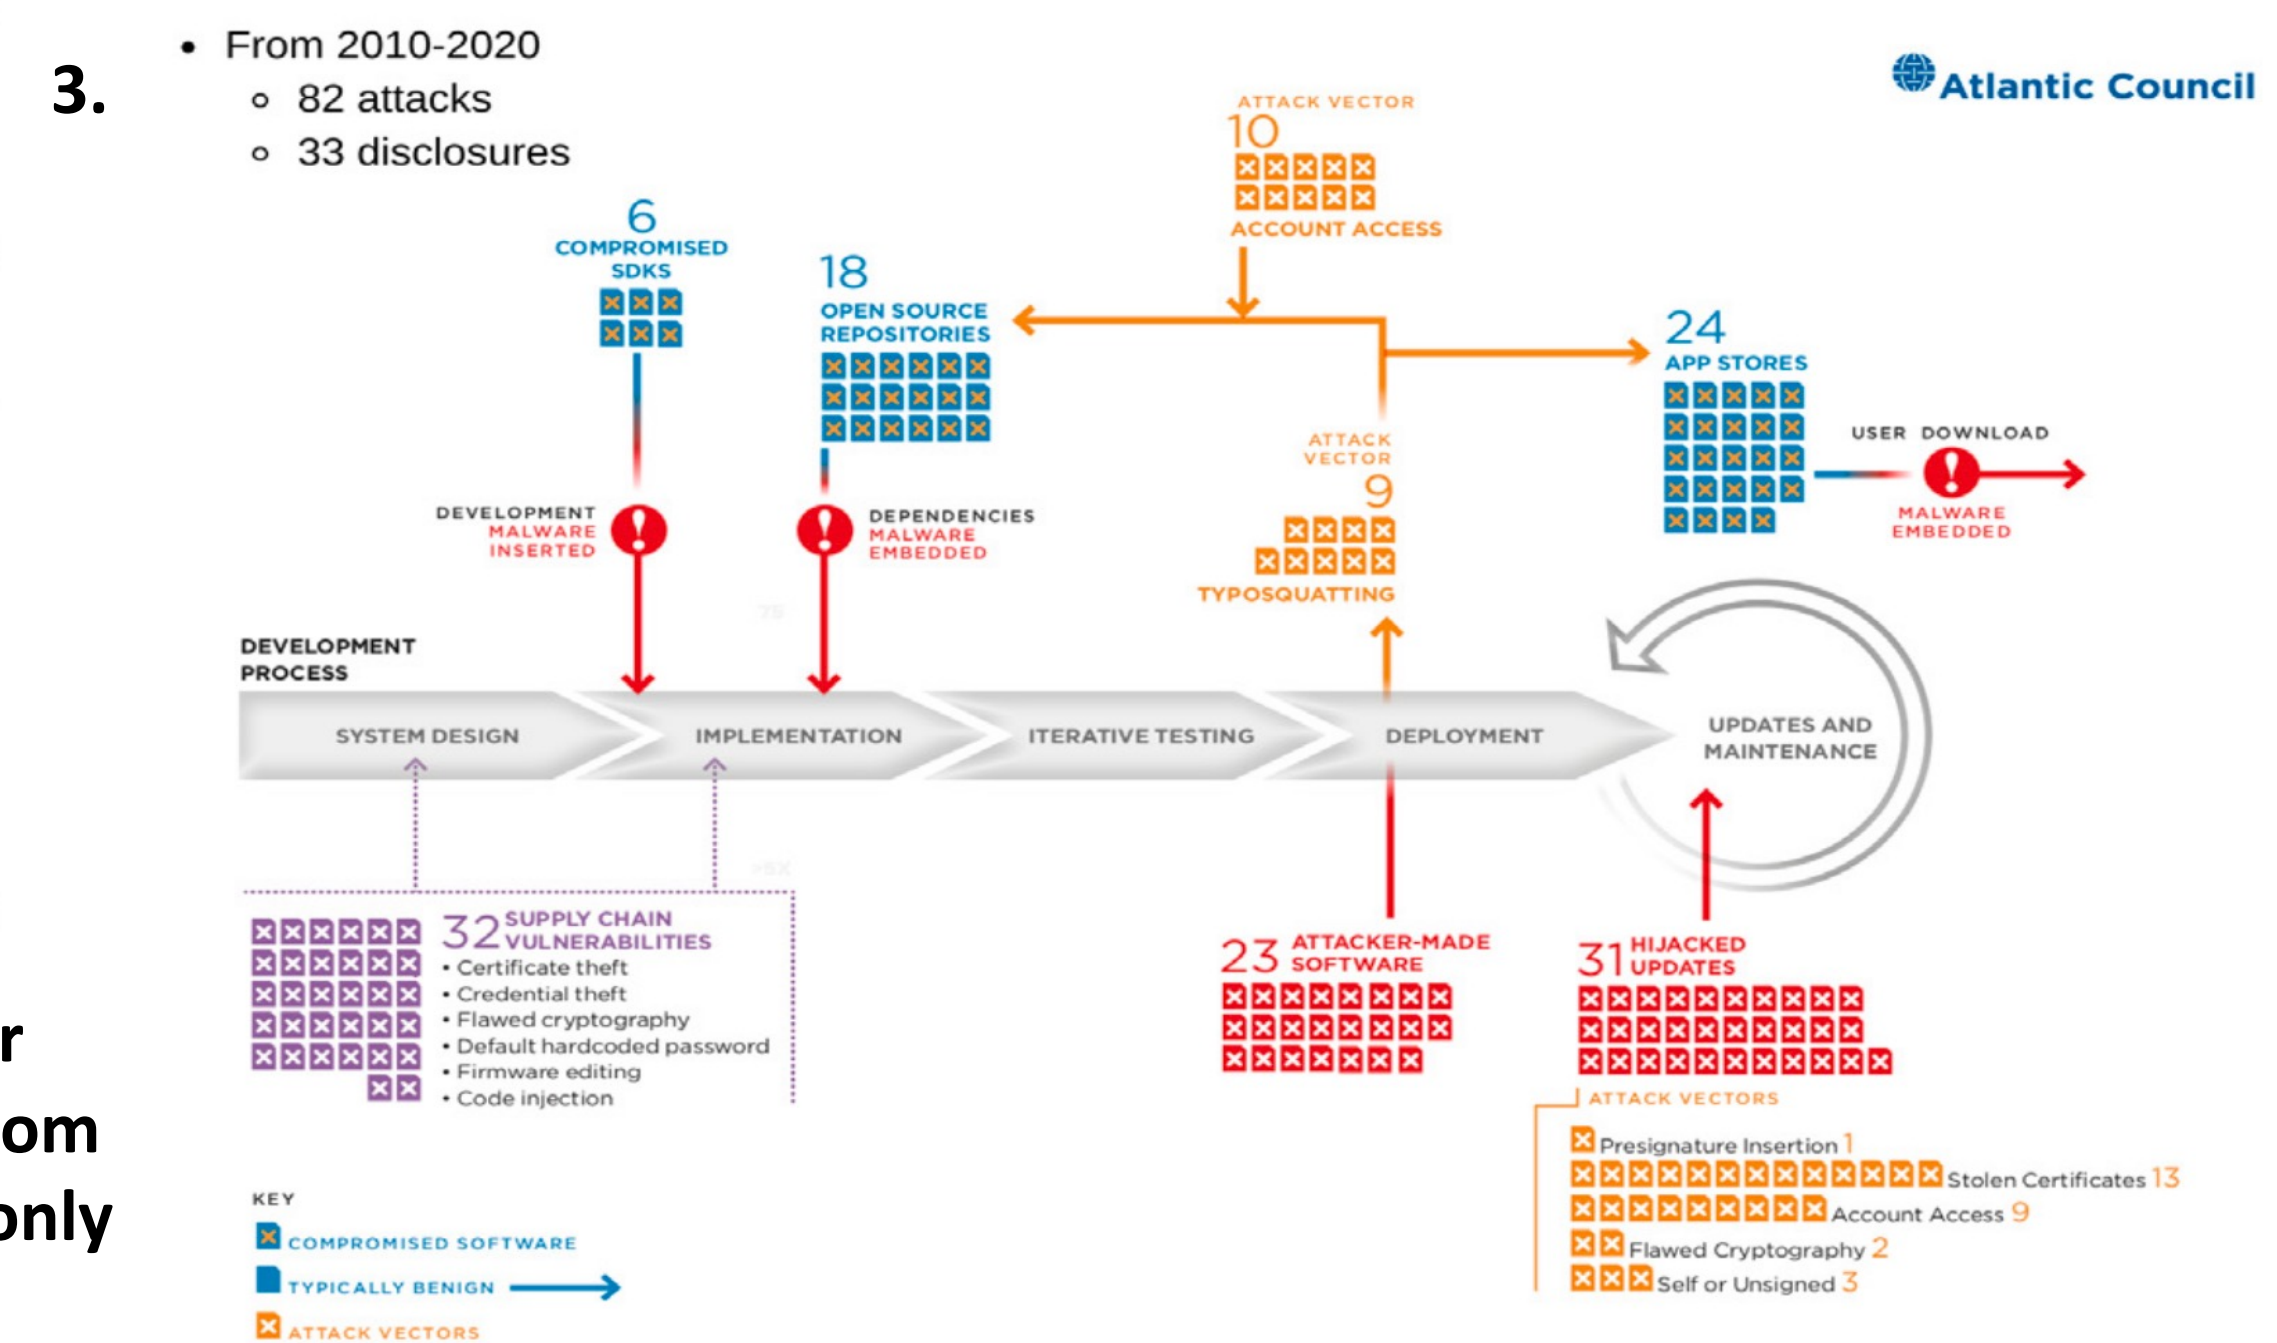 3.
• From 2010-2020
o 82 attacks
o 33 disclosures
Atlantic Council
ATTACK VECTOR
10
ACCOUNT ACCESS
6
COMPROMISED
SDKS
18
OPEN SOURCE
REPOSITORIES
24
APP STORES
USER DOWNLOAD
MALWARE
EMBEDDED
ATTACK
VECTOR
9
TYPOSQUATTING
DEVELOPMENT
MALWARE
INSERTED
DEPENDENCIES
MALWARE
EMBEDDED
75
DEVELOPMENT
PROCESS
SYSTEM DESIGN
IMPLEMENTATION
ITERATIVE TESTING
DEPLOYMENT
UPDATES AND
MAINTENANCE
32 SUPPLY CHAIN
VULNERABILITIES
• Certificate theft
• Credential theft
• Flawed cryptography
• Default hardcoded password
• Firmware editing
• Code injection
23 ATTACKER-MADE
SOFTWARE
31 HIJACKED
UPDATES
ATTACK VECTORS
Presignature Insertion 1
Stolen Certificates 13
Account Access 9
Flawed Cryptography 2
Self or Unsigned 3
r
om
only
KEY
COMPROMISED SOFTWARE
TYPICALLY BENIGN
ATTACK VECTORS